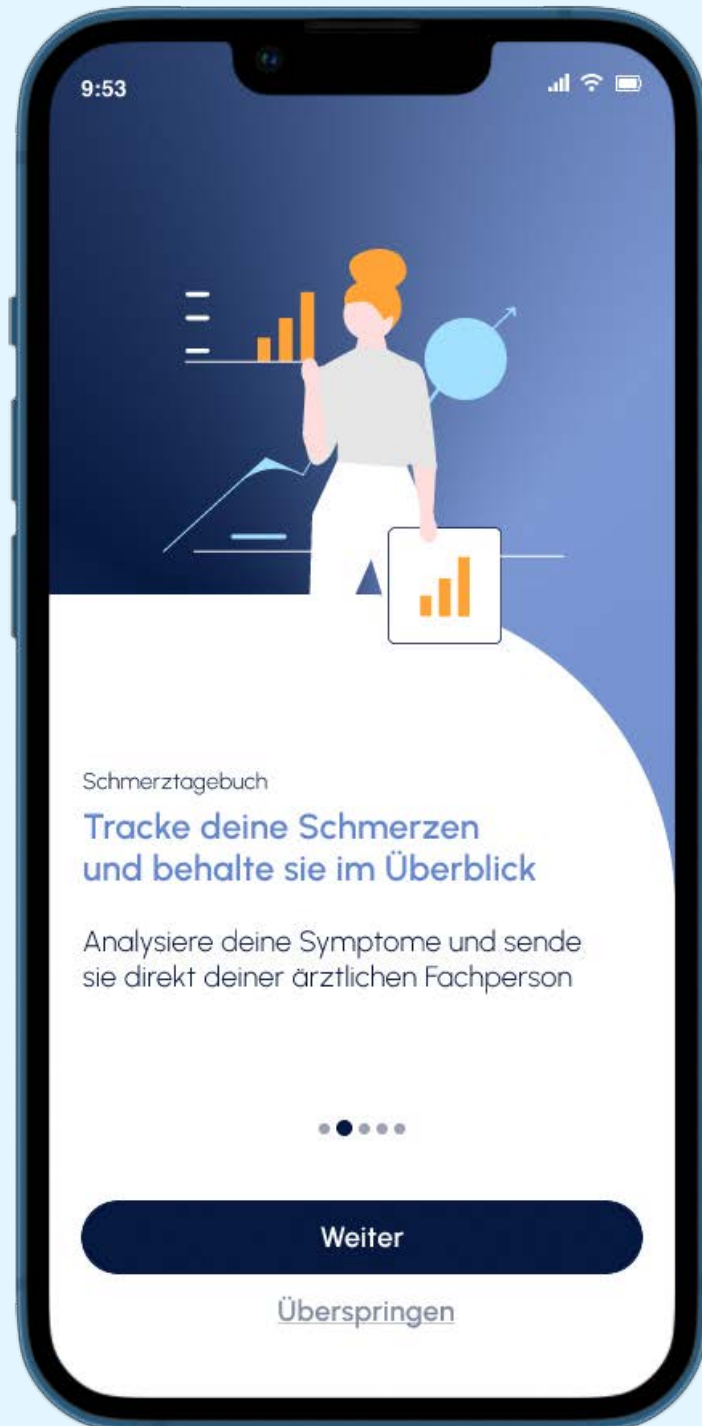 9:53
Schmerztagebuch
Tracke deine Schmerzen
und behalte sie im Überblick
Analysiere deine Symptome und sende
sie direkt deiner ärztlichen Fachperson
Weiter
Überspringen